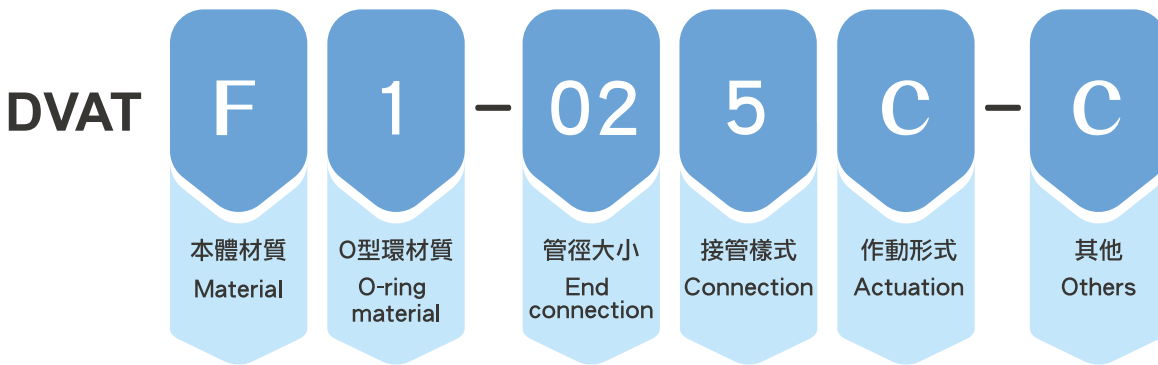 DVAT F 1 – 02 5 C – C
本體材質
Material
O型環材質
O-ring
material
管徑大小
End
connection
接管樣式
Connection
作動形式
Actuation
其他
Others